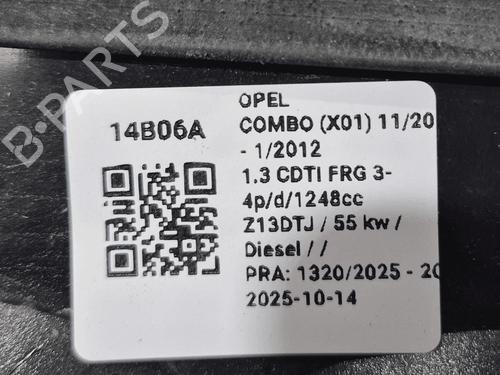 14B06A
OPEL
COMBO (X01) 11/20
- 1/2012
1.3 CDTI FRG 3-
4p/d/1248cc
Z13DTJ / 55 kw /
Diesel / /
PRA: 1320/2025 - 20
2025-10-14
B-PARTS